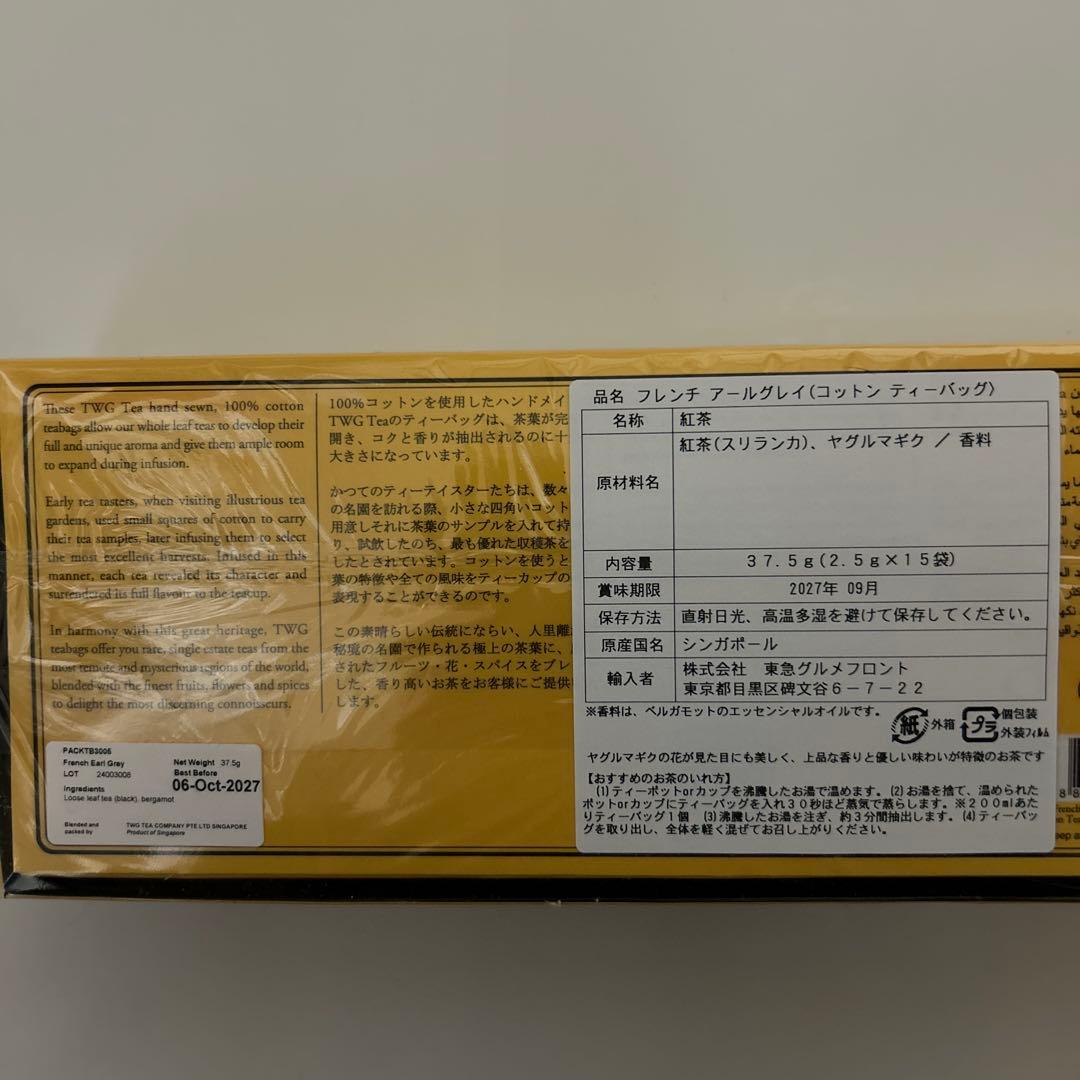 These TWG Tea hand sewn, 100% cotton
teabags allow our whole leaf teas to develop their
full and unique aroma and give them ample room
to expand during infusion.
Early tea tasters, when visiting illustrious tea
gardens, used small squares of cotton to carry
their tea samples, later infusing them to select
the most excellent harvests. Infused in this
manner, each tea revealed its character and
surrendered its full flavour to the teacup.
In harmony with this great heritage, TWG
teabags offer you rare, single estate teas from the
most remote and mysterious regions of the world,
blended with the finest fruits, flowers and spices
to delight the most discerning connoisseurs.
PACKTB3006
French Earl Grey
LOT 24003008
Net Weight 37.5g
Best Before
06-Oct-2027
Ingredients
Loose leaf tea (black), bergamot
Blended and
packed by
TWG TEA COMPANY PTE LTD SINGAPORE
Product of Singapore
100%コットンを使用したハンドメイ
TWG Teaのティーバッグは、茶葉が完
開き、コクと香りが抽出されるのに十
大きさになっています。
かつてのティーテイスターたちは、数々
の名園を訪れる際、小さな四角いコット
用意しそれに茶葉のサンプルを入れて持
り、試飲したのち、最も優れた収穫茶を
したとされています。コットンを使うと
葉の特徴や全ての風味をティーカップの
表現することができるのです。
この素晴らしい伝統にならい、人里離
秘境の名園で作られる極上の茶葉に、
されたフルーツ・花・スパイスをブレ
した、香り高いお茶をお客様にご提供
します。
品名 フレンチ アールグレイ(コットン ティーバッグ)
名称 紅茶
原材料名 紅茶(スリランカ)、ヤグルマギク / 香料
内容量 37.5g(2.5g×15袋)
賞味期限 2027年 09月
保存方法 直射日光、高温多湿を避けて保存してください。
原産国名 シンガポール
輸入者 株式会社 東急グルメフロント
東京都目黒区碑文谷6-7-22
※香料は、ベルガモットのエッセンシャルオイルです。
紙 外箱 プラ 個包装
外装フィルム
ヤグルマギクの花が見た目にも美しく、上品な香りと優しい味わいが特徴のお茶です
【おすすめのお茶のいれ方】
(1)ティーポットorカップを沸騰したお湯で温めます。(2)お湯を捨て、温められた
ポットorカップにティーバッグを入れ30秒ほど蒸気で蒸らします。※200mlあた
りティーバッグ1個 (3)沸騰したお湯を注ぎ、約3分間抽出します。(4)ティーバッ
グを取り出し、全体を軽く混ぜてお召し上がりください。